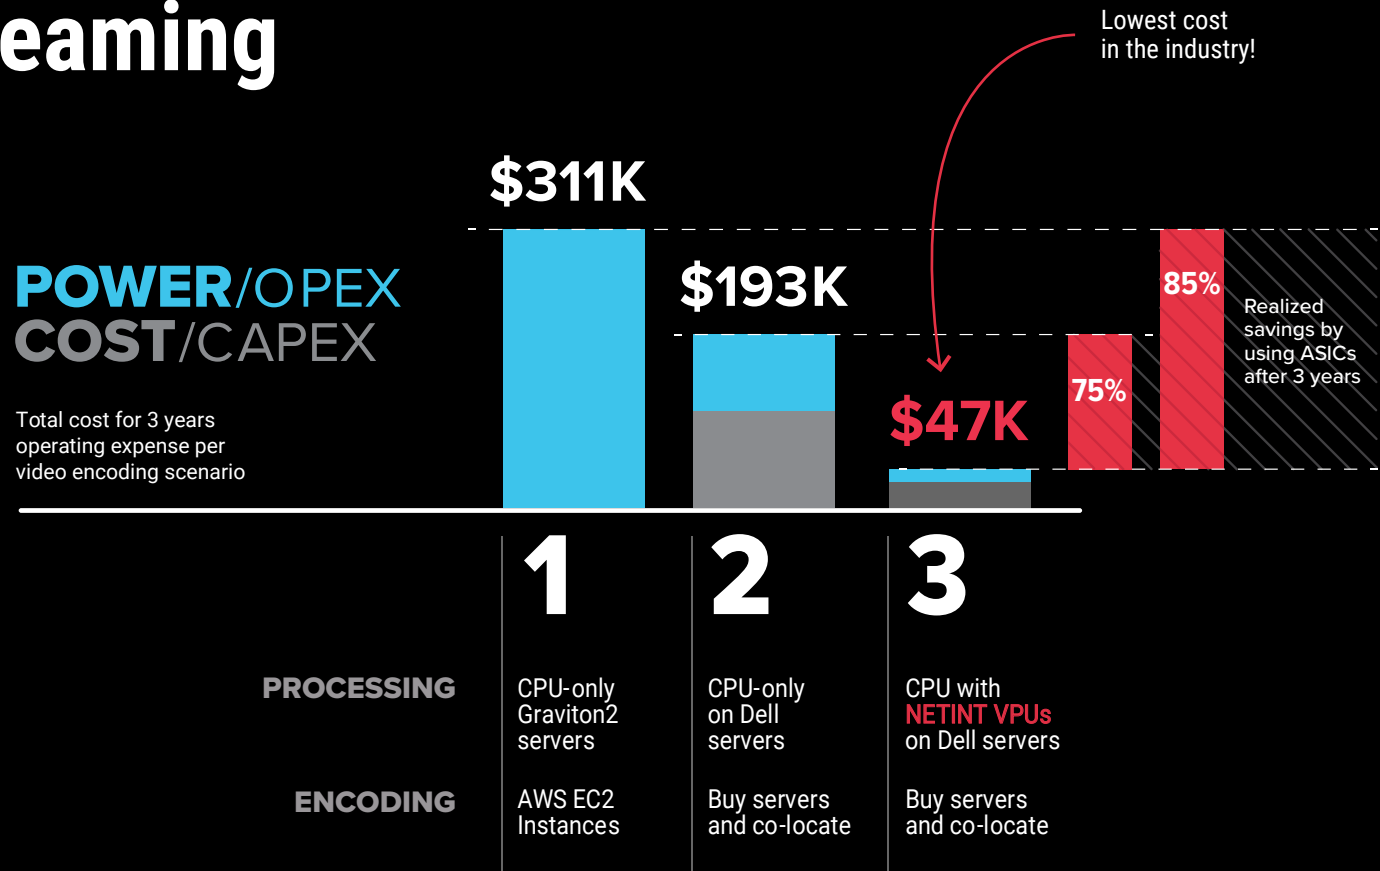 eaming
Lowest cost
in the industry!
$311K
$193K
$47K
75%
85%
Realized
savings by
using ASICs
after 3 years
POWER/OPEX
COST/CAPEX
Total cost for 3 years
operating expense per
video encoding scenario
1
2
3
PROCESSING
CPU-only
Graviton2
servers
CPU-only
on Dell
servers
CPU with
NETINT VPUs
on Dell servers
ENCODING
AWS EC2
Instances
Buy servers
and co-locate
Buy servers
and co-locate